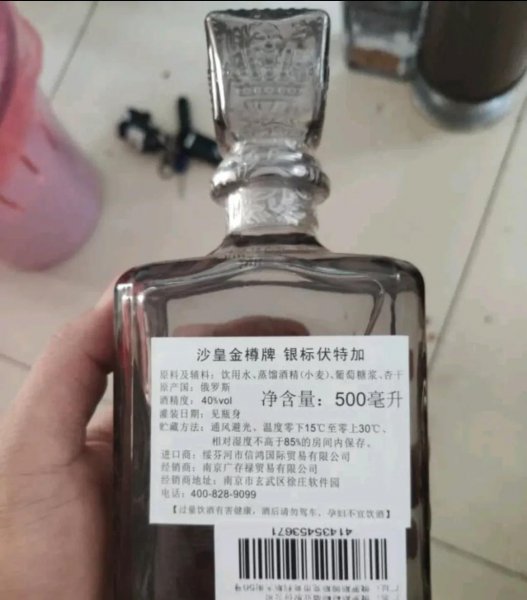 沙皇金樽牌 银标伏特加
原料及辅料：饮用水、蒸馏酒精(小麦)、葡萄糖浆、杏干
原产国：俄罗斯
酒精度：40%vol 净含量：500毫升
灌装日期：见瓶身
贮藏方法：通风避光，温度零下15℃至零上30℃，
相对湿度不高于85%的房间内保存。
进口商：绥芬河市信鸿国际贸易有限公司
经销商：南京广存禄贸易有限公司
经销商地址：南京市玄武区徐庄软件园
电话：400-828-9099
【过量饮酒有害健康，酒后请勿驾车，孕妇不宜饮酒】
41435453671